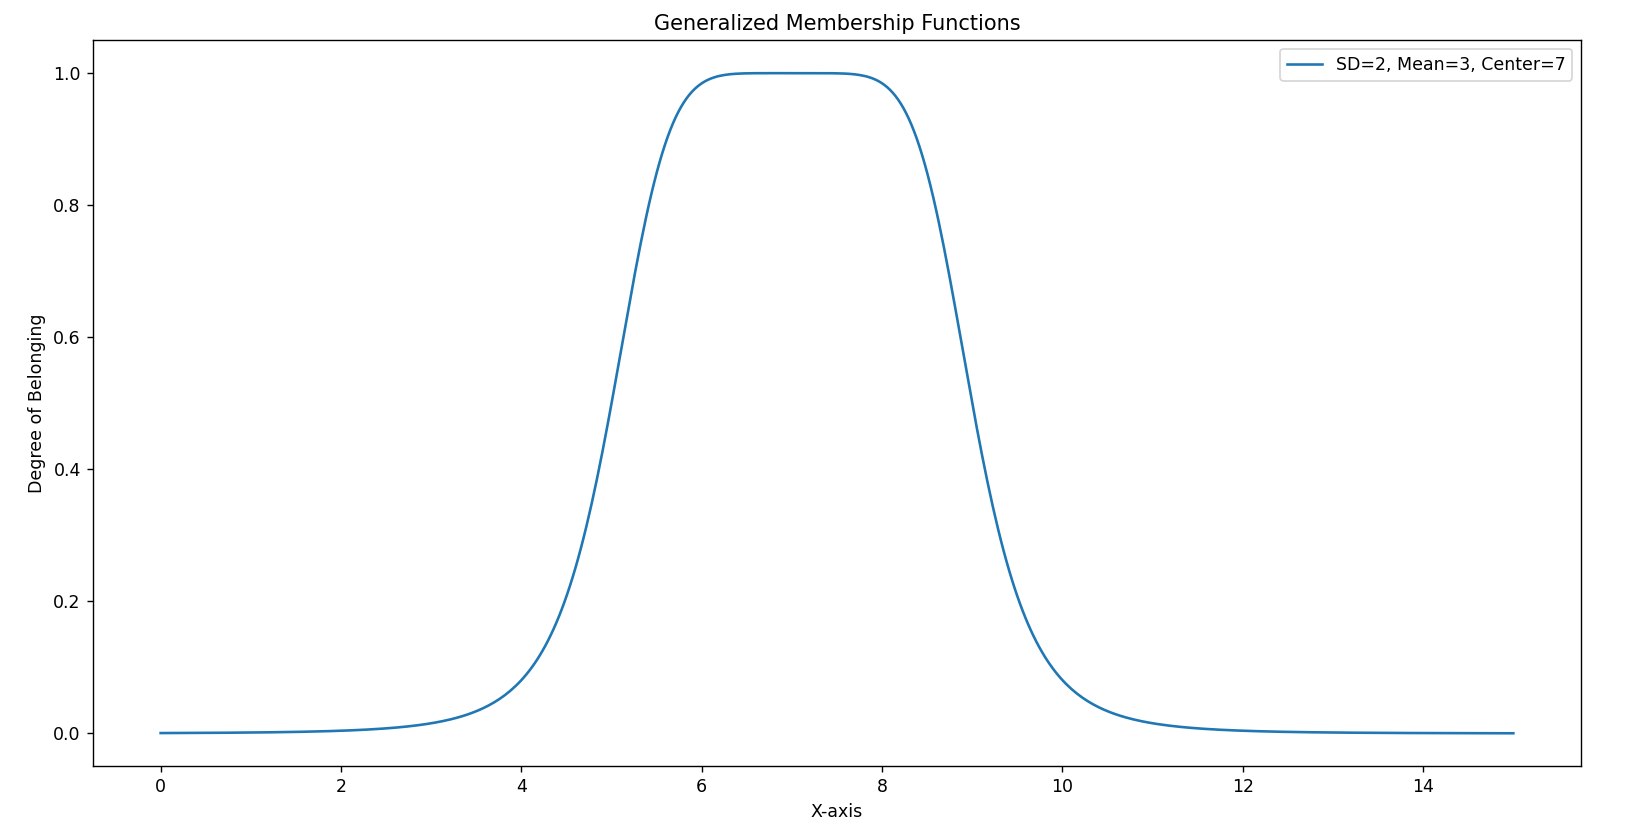 Generalized Membership Functions
SD=2, Mean=3, Center=7
Degree of Belonging
1.0
0.8
0.6
0.4
0.2
0.0
0 2 4 6 8 10 12 14
X-axis